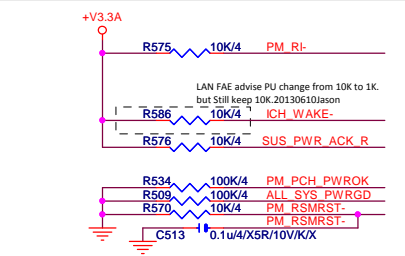 +V3.3A
R575 10K/4 PM_RI-
LAN FAE advise PU change from 10K to 1K.
but Still keep 10K.20130610Jason
R586 10K/4 ICH_WAKE-
R576 10K/4 SUS_PWR_ACK_R
R534 100K/4 PM_PCH_PWROK
R509 100K/4 ALL_SYS_PWRGD
R570 10K/4 PM_RSMRST-
PM_RSMRST-
C513 0.1u/4/X5R/10V/K/X